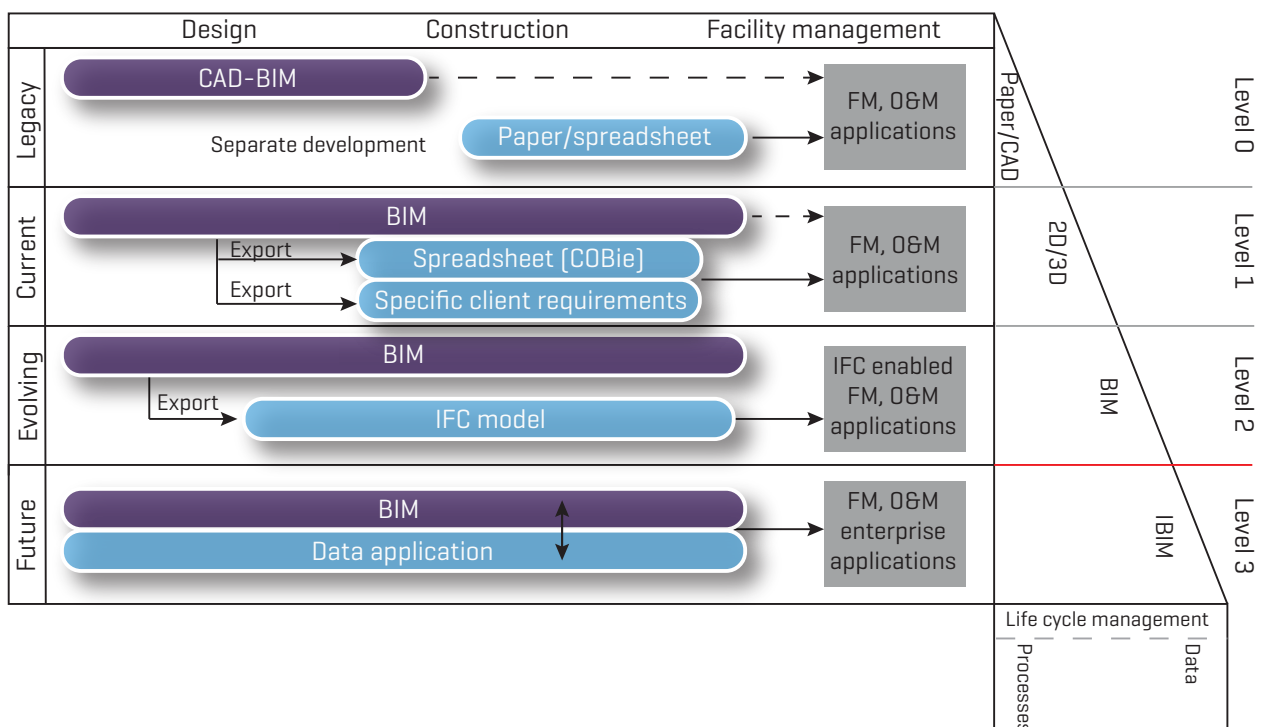 Design
Construction
Facility management
Legacy
CAD-BIM
FM, O&M
applications
Separate development
Paper/spreadsheet
Paper/CAD
Level 0
Current
BIM
Export
Spreadsheet (COBie)
Export
Specific client requirements
FM, O&M
applications
2D/3D
Level 1
Evolving
BIM
Export
IFC model
IFC enabled
FM, O&M
applications
BIM
Level 2
Future
BIM
Data application
FM, O&M
enterprise
applications
IBIM
Level 3
Life cycle management
Processes
Data